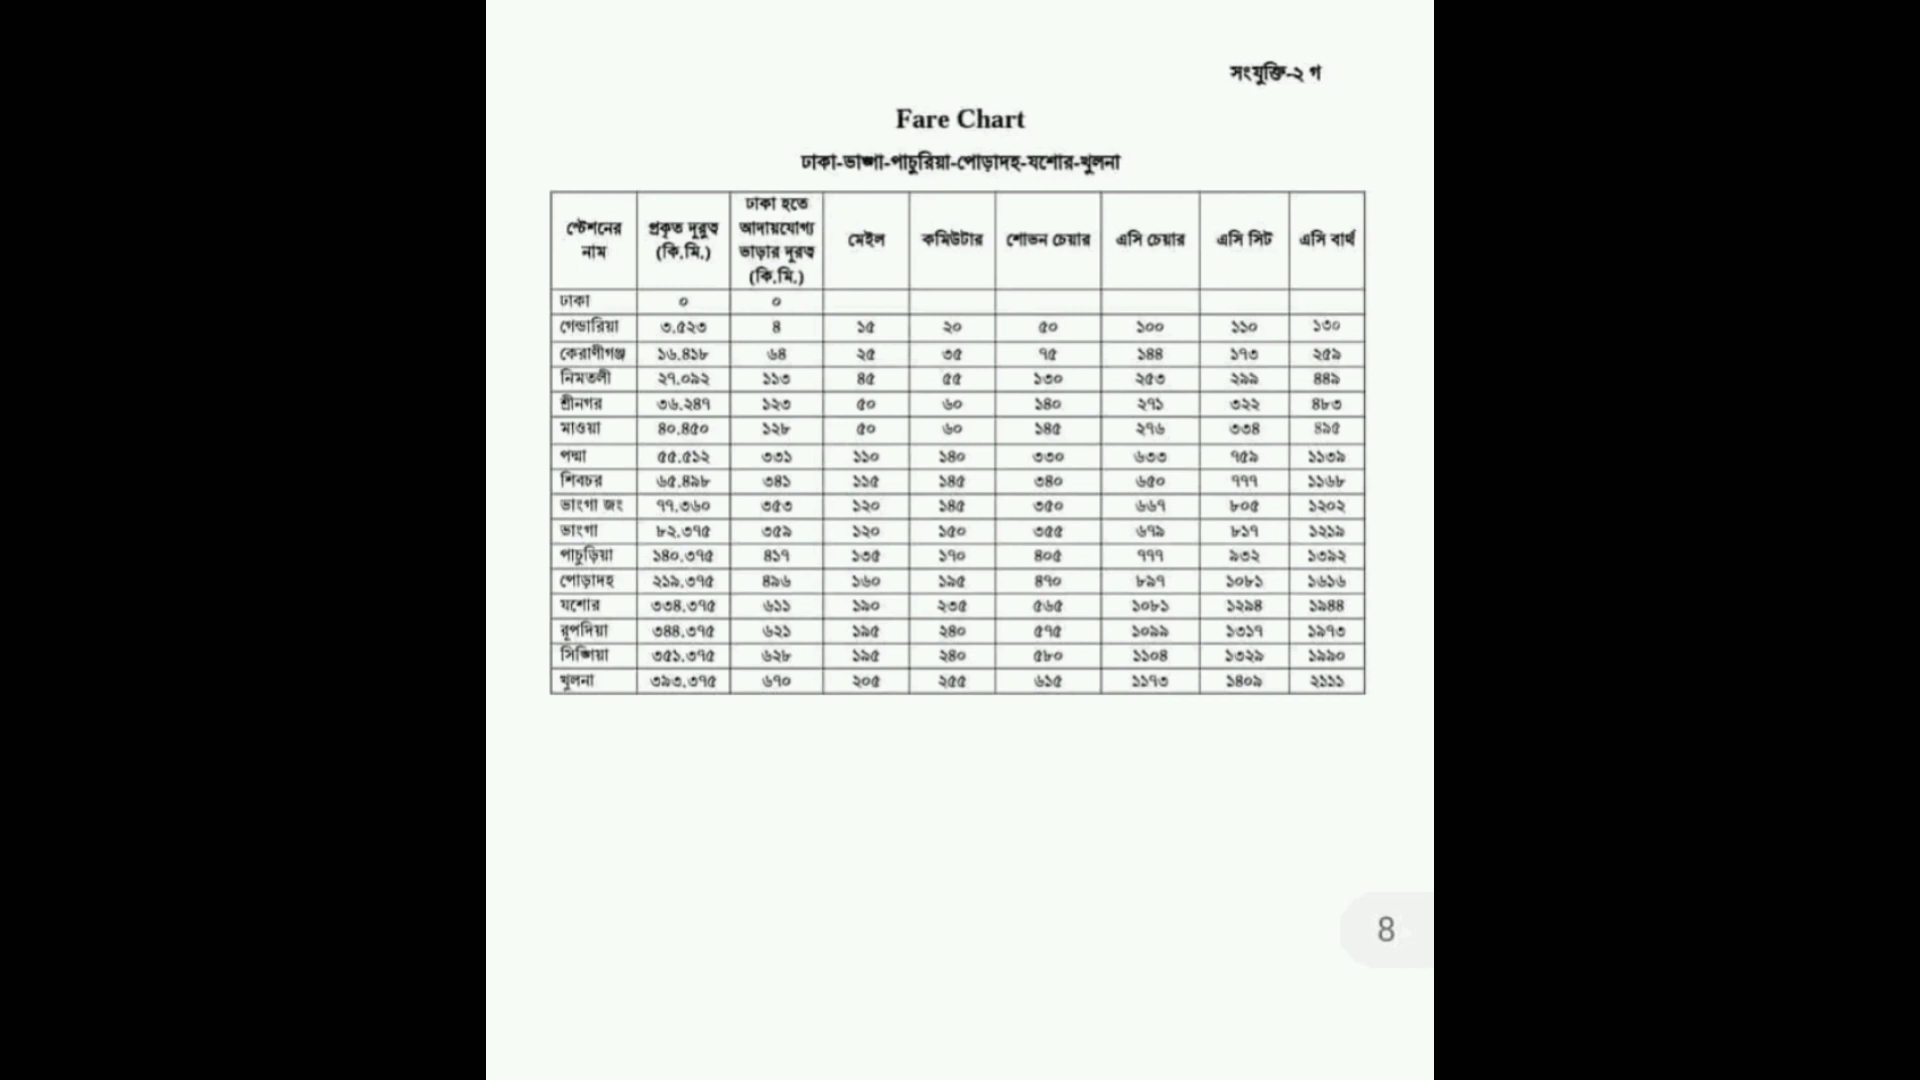 সংযুক্তি-২ গ
Fare Chart
ঢাকা-ভাঙ্গা-পাচুরিয়া-পোড়াদহ-যশোর-খুলনা
স্টেশনের নাম প্রকৃত দূরুত্ব (কি.মি.) ঢাকা হতে আদায়যোগ্য ভাড়ার দূরত্ব (কি.মি.) মেইল কমিউটার শোভন চেয়ার এসি চেয়ার এসি সিট এসি বার্থ
ঢাকা ০ ০
গেন্ডারিয়া ৩.৫২৩ ৪ ১৫ ২০ ৫০ ১০০ ১১০ ১৩০
কেরাণীগঞ্জ ১৬.৪১৮ ৬৪ ২৫ ৩৫ ৭৫ ১৪৪ ১৭৩ ২৫৯
নিমতলী ২৭.০৯২ ১১৩ ৪৫ ৫৫ ১৩০ ২৫৩ ২৯৯ ৪৪৯
শ্রীনগর ৩৬.২৪৭ ১২৩ ৫০ ৬০ ১৪০ ২৭১ ৩২২ ৪৮৩
মাওয়া ৪০.৪৫০ ১২৮ ৫০ ৬০ ১৪৫ ২৭৬ ৩৩৪ ৪৯৫
পদ্মা ৫৫.৫১২ ৩৩১ ১১০ ১৪০ ৩৩০ ৬৩৩ ৭৫৯ ১১৩৯
শিবচর ৬৫.৪৯৮ ৩৪১ ১১৫ ১৪৫ ৩৪০ ৬৫০ ৭৭৭ ১১৬৮
ভাংগা জং ৭৭.৩৬০ ৩৫৩ ১২০ ১৪৫ ৩৫০ ৬৬৭ ৮০৫ ১২০২
ভাংগা ৮২.৩৭৫ ৩৫৯ ১২০ ১৫০ ৩৫৫ ৬৭৯ ৮১৭ ১২১৯
পাচুড়িয়া ১৪০.৩৭৫ ৪১৭ ১৩৫ ১৭০ ৪০৫ ৭৭৭ ৯৩২ ১৩৯২
পোড়াদহ ২১৯.৩৭৫ ৪৯৬ ১৬০ ১৯৫ ৪৭০ ৮৯৭ ১০৮১ ১৬১৬
যশোর ৩৩৪.৩৭৫ ৬১১ ১৯০ ২৩৫ ৫৬৫ ১০৮১ ১২৯৪ ১৯৪৪
রূপদিয়া ৩৪৪.৩৭৫ ৬২১ ১৯৫ ২৪০ ৫৭৫ ১০৯৯ ১৩১৭ ১৯৭৩
সিঙ্গিয়া ৩৫১.৩৭৫ ৬২৮ ১৯৫ ২৪০ ৫৮০ ১১০৪ ১৩২৯ ১৯৯০
খুলনা ৩৯৩.৩৭৫ ৬৭০ ২০৫ ২৫৫ ৬১৫ ১১৭৩ ১৪০৯ ২১১১
8